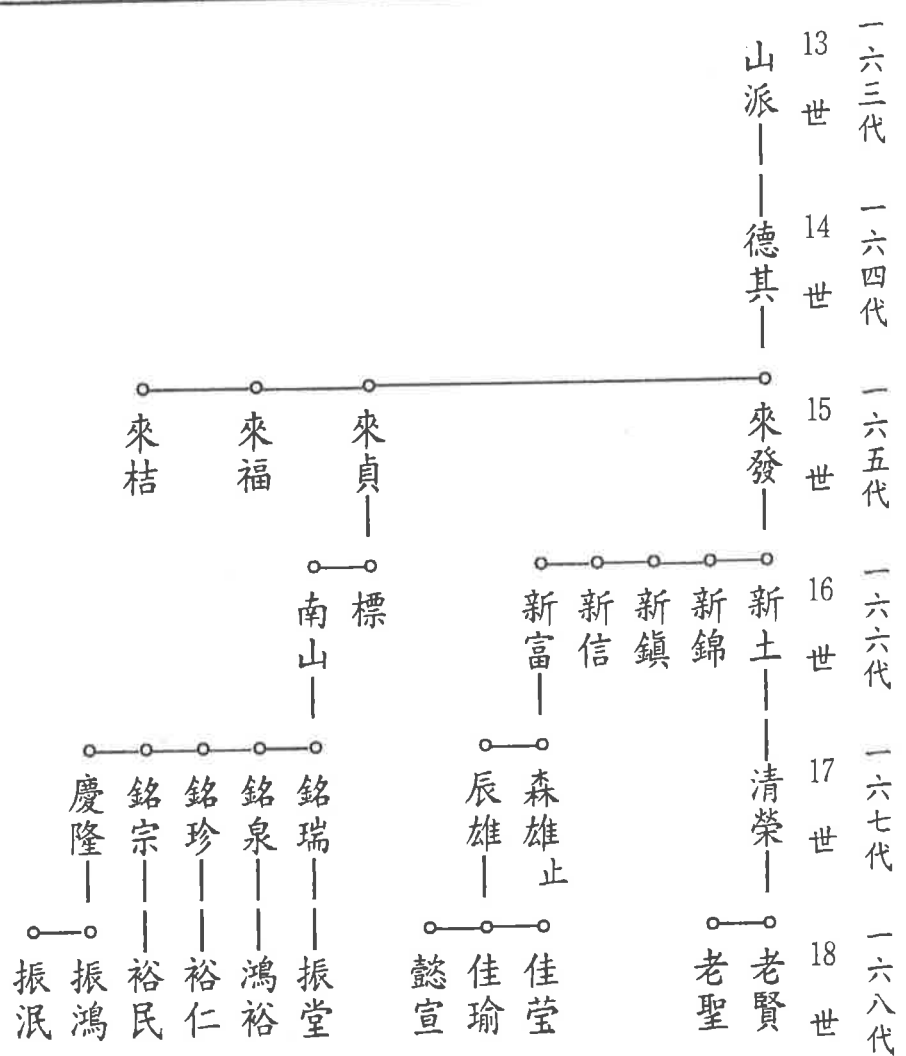 一六三代
13世
山派
一六四代
14世
德其
一六五代
15世
來發
來貞
來福
來桔
一六六代
16世
新土
新錦
新鎮
新信
新富
標
南山
一六七代
17世
清榮
森雄止
辰雄
銘瑞
銘泉
銘珍
銘宗
慶隆
一六八代
18世
老賢
老聖
佳莹
佳瑜
懿宣
振堂
鴻裕
裕仁
裕民
振鴻
振泯